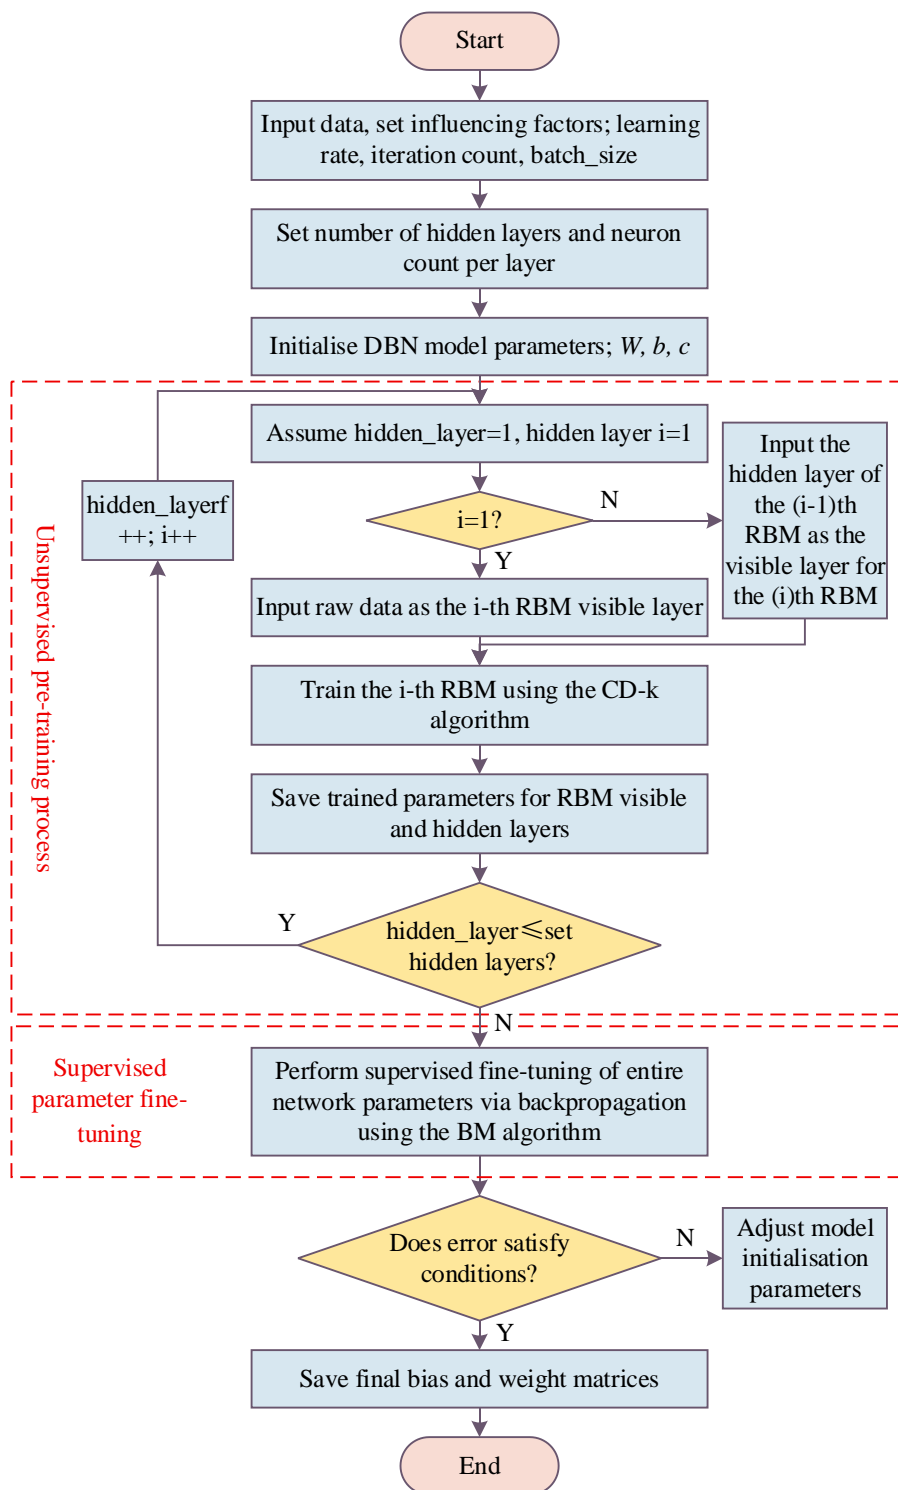 Start
Input data, set influencing factors; learning
rate, iteration count, batch_size
Set number of hidden layers and neuron
count per layer
Initialise DBN model parameters; W, b, c
Assume hidden_layer=1, hidden layer i=1
Input the
hidden layer of
the (i-1)th
RBM as the
visible layer for
the (i)th RBM
hidden_layerf
++; i++
i=1?
N
Y
Input raw data as the i-th RBM visible layer
Unsupervised pre-training process
Train the i-th RBM using the CD-k
algorithm
Save trained parameters for RBM visible
and hidden layers
Y
hidden_layer≤set
hidden layers?
N
Supervised
parameter fine-
tuning
Perform supervised fine-tuning of entire
network parameters via backpropagation
using the BM algorithm
Does error satisfy
conditions?
N
Adjust model
initialisation
parameters
Y
Save final bias and weight matrices
End